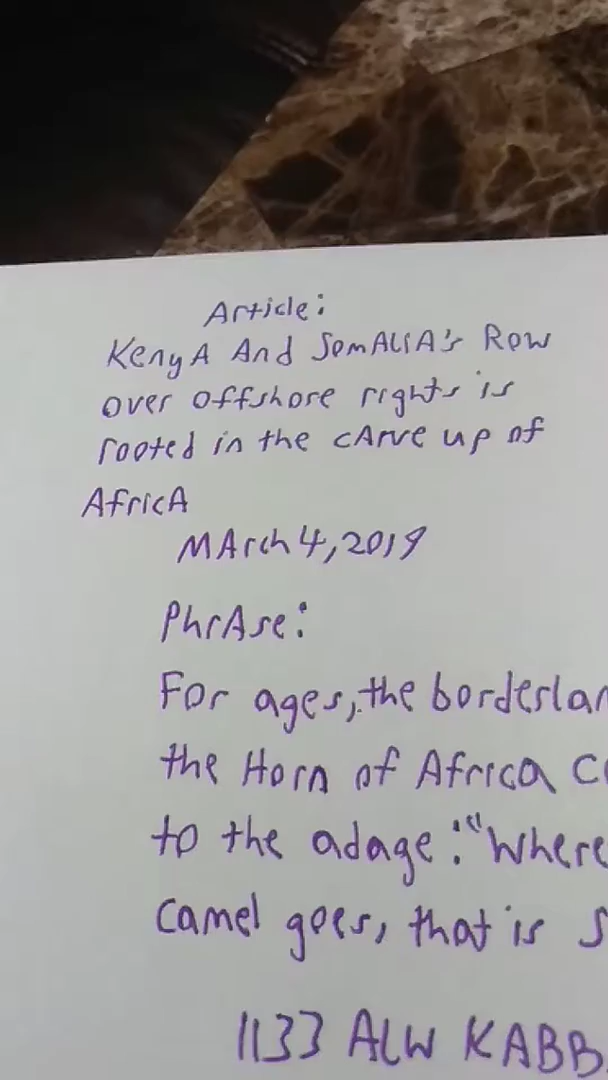 Article:
KenyA And SomALiA's Row
over offshore rights is
rooted in the cArve up of
AfricA
MArch 4, 2019
PhrAse:
For ages, the borderlan
the Horn of Africa c
to the adage: "Where
camel goes, that is S
1133 ALW KABB